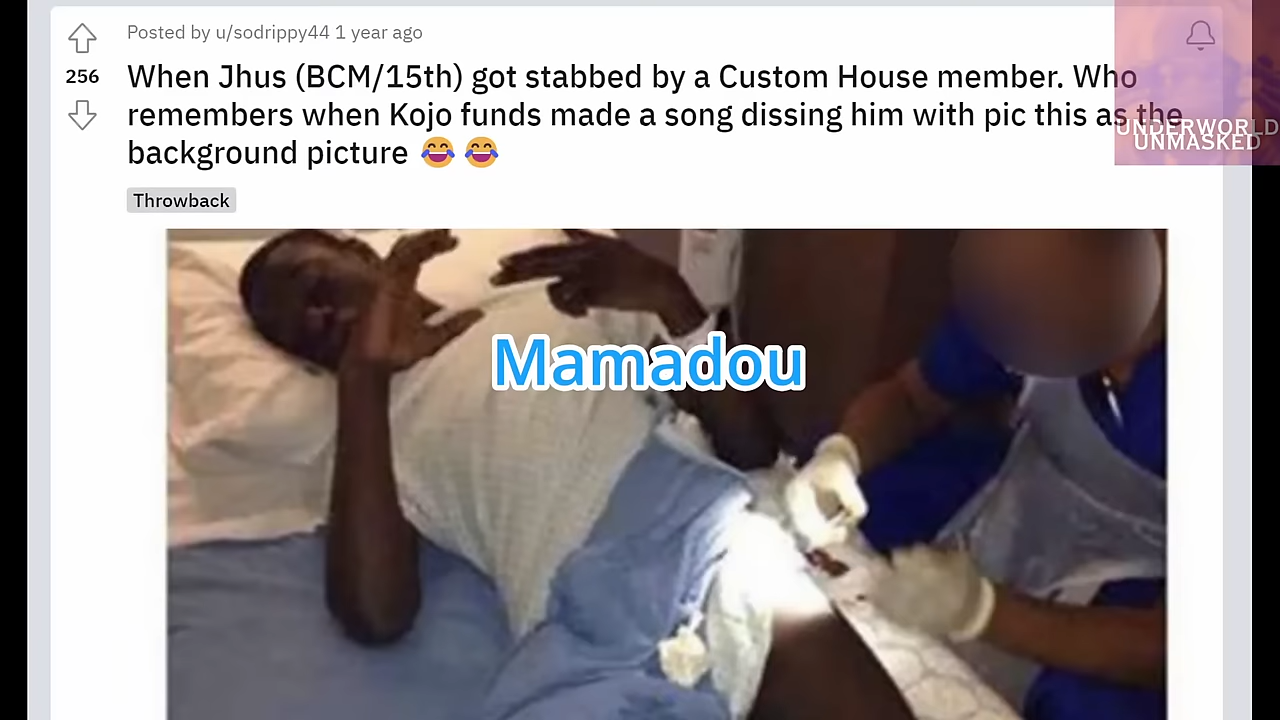 Posted by u/sodrippy44 1 year ago
256
When Jhus (BCM/15th) got stabbed by a Custom House member. Who
remembers when Kojo funds made a song dissing him with pic this as the
background picture 😂 😂
Throwback
UNDERWORLD
UNMASKED
Mamadou